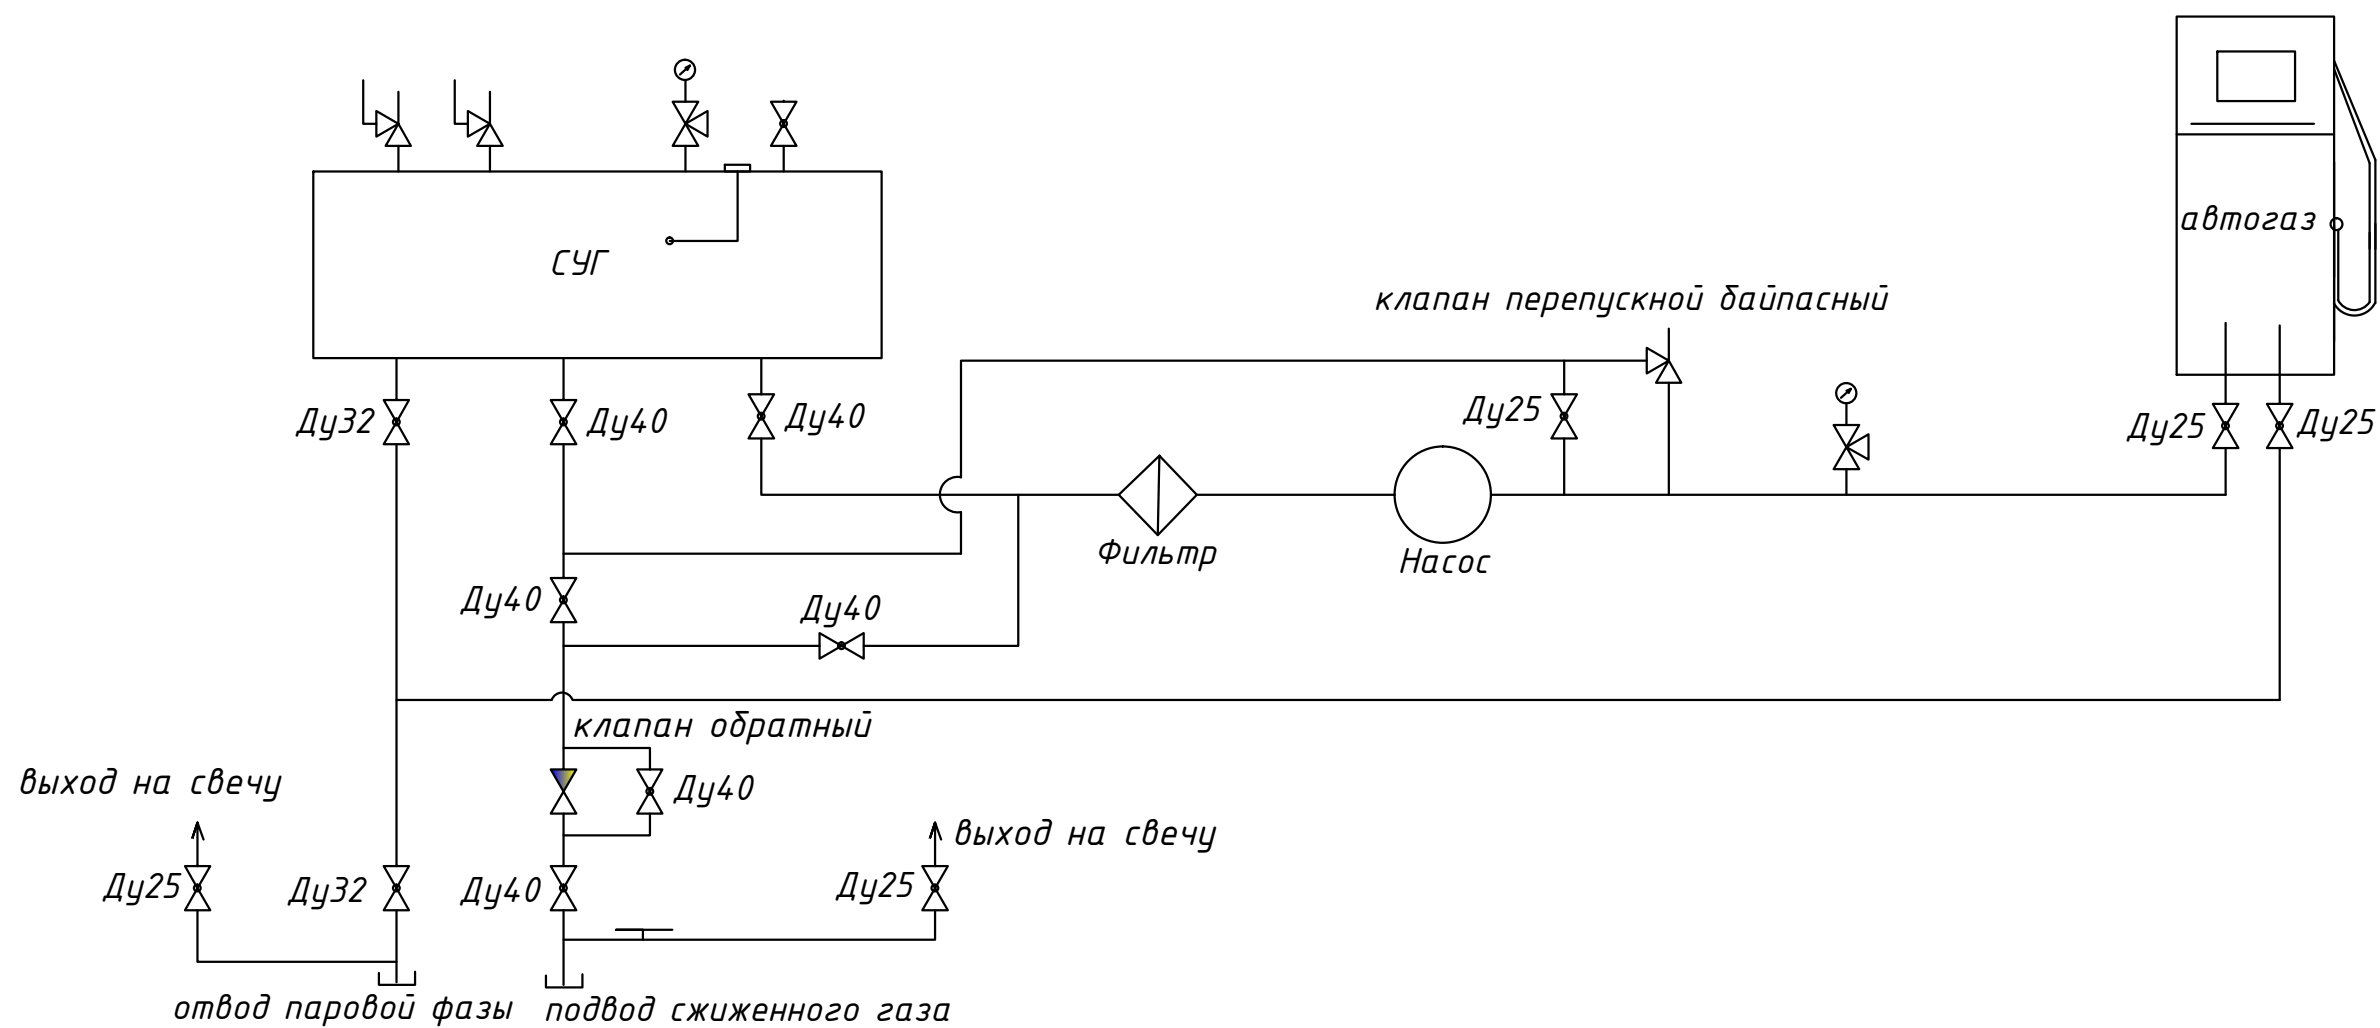 автогаз
СУГ
клапан перепускной байпасный
Ду32
Ду40
Ду40
Ду25
Ду25
Ду25
Фильтр
Насос
Ду40
Ду40
клапан обратный
выход на свечу
Ду40
выход на свечу
Ду25
Ду32
Ду40
Ду25
отвод паровой фазы
подвод сжиженного газа